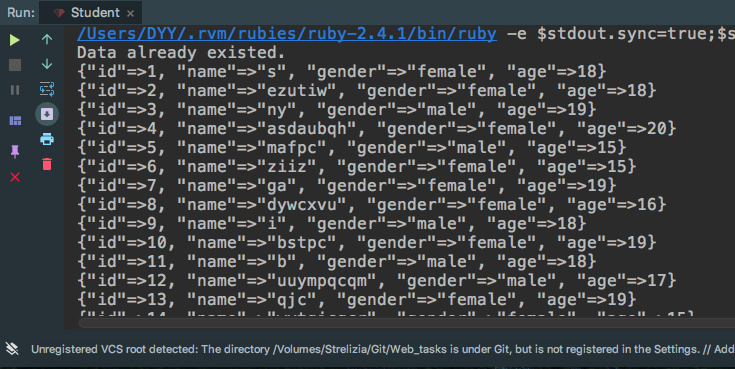 Run: Student ×
/Users/DYY/.rvm/rubies/ruby-2.4.1/bin/ruby -e $stdout.sync=true;$s
Data already existed.
{"id"=>1, "name"=>"s", "gender"=>"female", "age"=>18}
{"id"=>2, "name"=>"ezutiw", "gender"=>"female", "age"=>18}
{"id"=>3, "name"=>"ny", "gender"=>"male", "age"=>19}
{"id"=>4, "name"=>"asdaubqh", "gender"=>"female", "age"=>20}
{"id"=>5, "name"=>"mafpc", "gender"=>"male", "age"=>15}
{"id"=>6, "name"=>"ziiz", "gender"=>"female", "age"=>15}
{"id"=>7, "name"=>"ga", "gender"=>"female", "age"=>19}
{"id"=>8, "name"=>"dywcxvu", "gender"=>"female", "age"=>16}
{"id"=>9, "name"=>"i", "gender"=>"male", "age"=>18}
{"id"=>10, "name"=>"bstpc", "gender"=>"female", "age"=>19}
{"id"=>11, "name"=>"b", "gender"=>"male", "age"=>18}
{"id"=>12, "name"=>"uuympqcqm", "gender"=>"male", "age"=>17}
{"id"=>13, "name"=>"qjc", "gender"=>"female", "age"=>19}
Unregistered VCS root detected: The directory /Volumes/Strelizia/Git/Web_tasks is under Git, but is not registered in the Settings. // Add